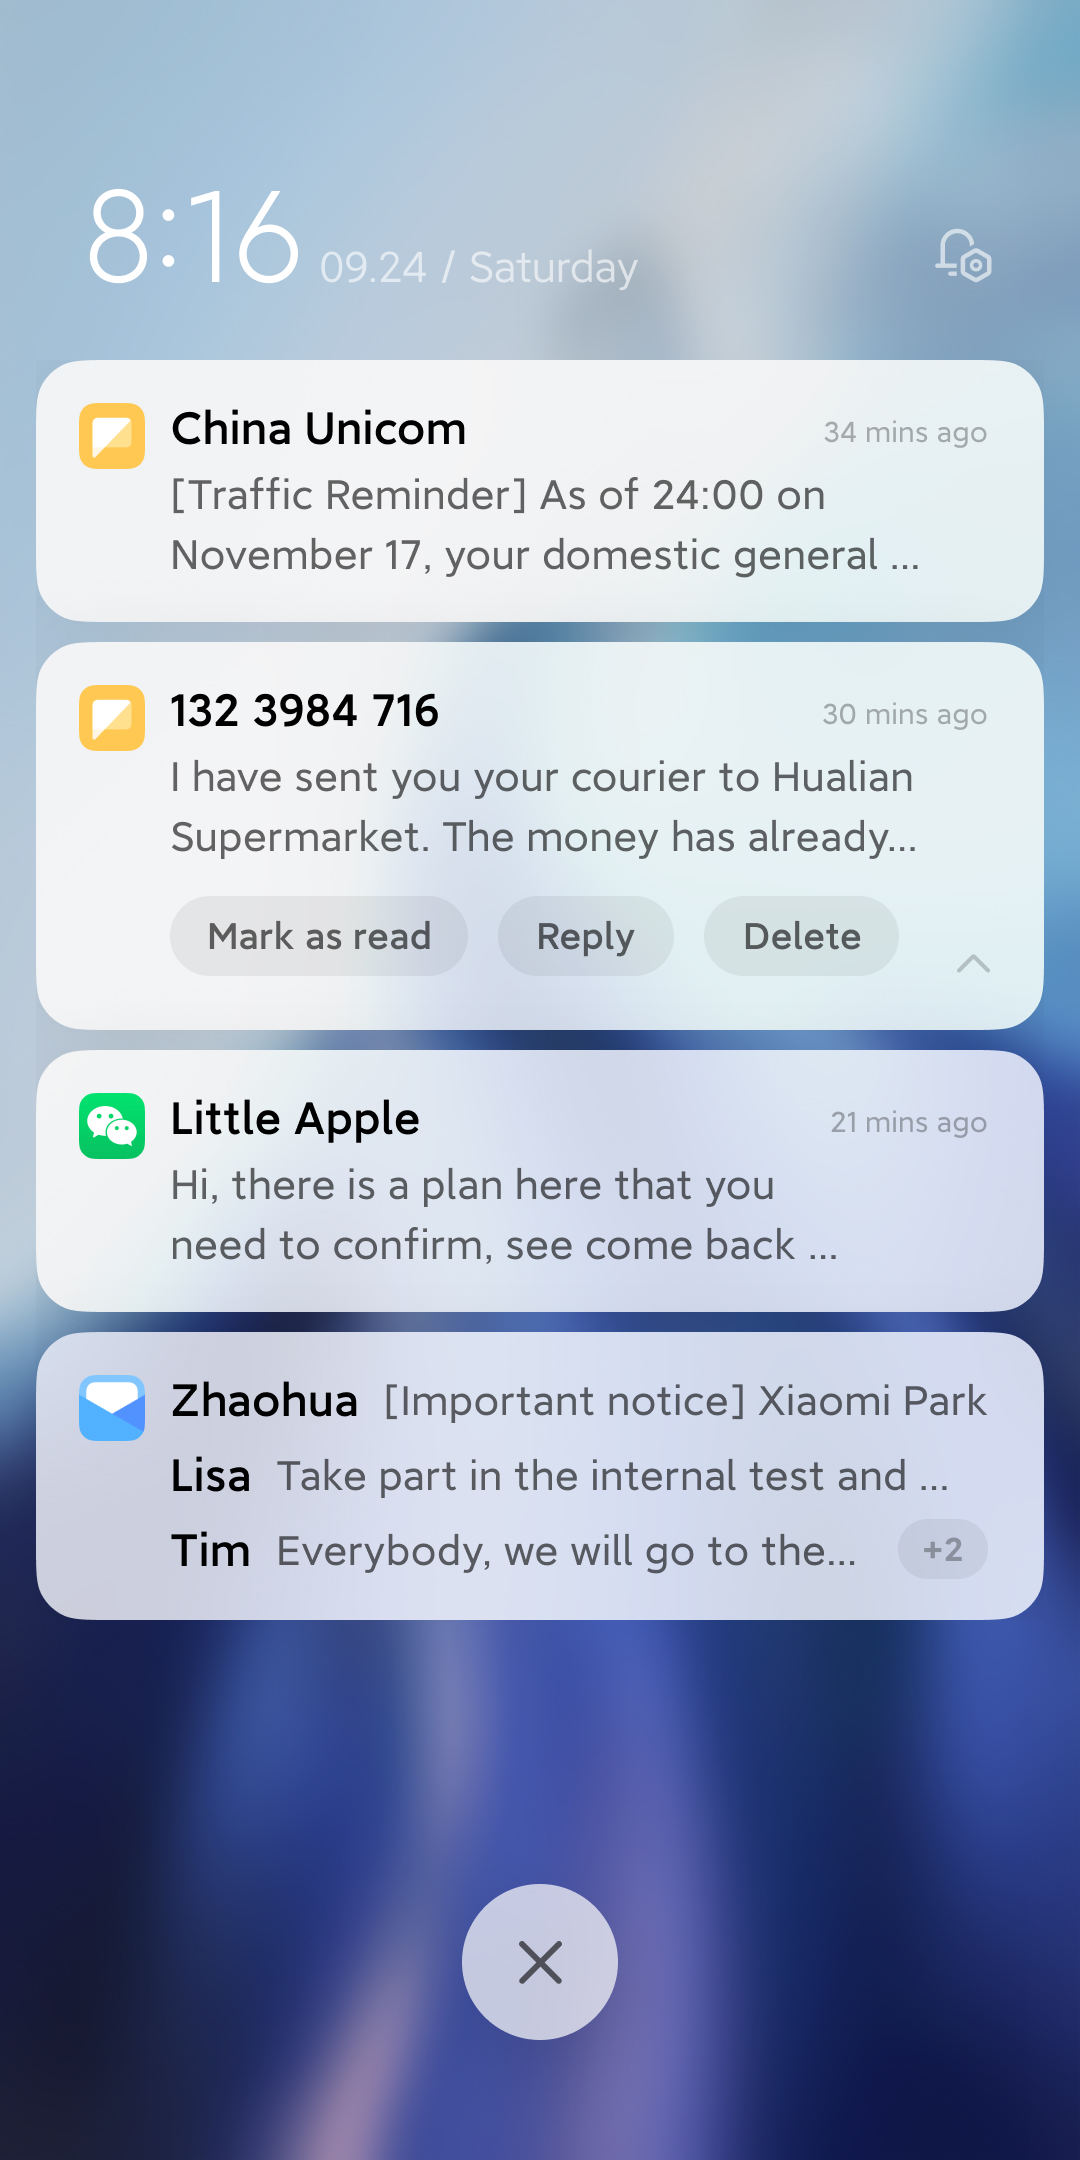 8:16 09.24 / Saturday
China Unicom 34 mins ago
[Traffic Reminder] As of 24:00 on
November 17, your domestic general ...
132 3984 716 30 mins ago
I have sent you your courier to Hualian
Supermarket. The money has already...
Mark as read Reply Delete
Little Apple 21 mins ago
Hi, there is a plan here that you
need to confirm, see come back ...
Zhaohua [Important notice] Xiaomi Park
Lisa Take part in the internal test and ...
Tim Everybody, we will go to the... +2